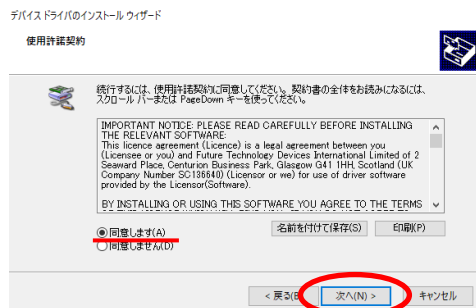 デバイス ドライバのインストール ウィザード
使用許諾契約
続行するには、使用許諾契約に同意してください。契約書の全体をお読みになるには、
スクロール バーまたは PageDown キーを使ってください。
IMPORTANT NOTICE: PLEASE READ CAREFULLY BEFORE INSTALLING
THE RELEVANT SOFTWARE:
This licence agreement (Licence) is a legal agreement between you
(Licensee or you) and Future Technology Devices International Limited of 2
Seaward Place, Centurion Business Park, Glasgow G41 1HH, Scotland (UK
Company Number SC136640) (Licensor or we) for use of driver software
provided by the Licensor(Software).
BY INSTALLING OR USING THIS SOFTWARE YOU AGREE TO THE TERMS
同意します(A)
同意しません(D)
名前を付けて保存(S)
印刷(P)
< 戻る(B
次へ(N) >
キャンセル